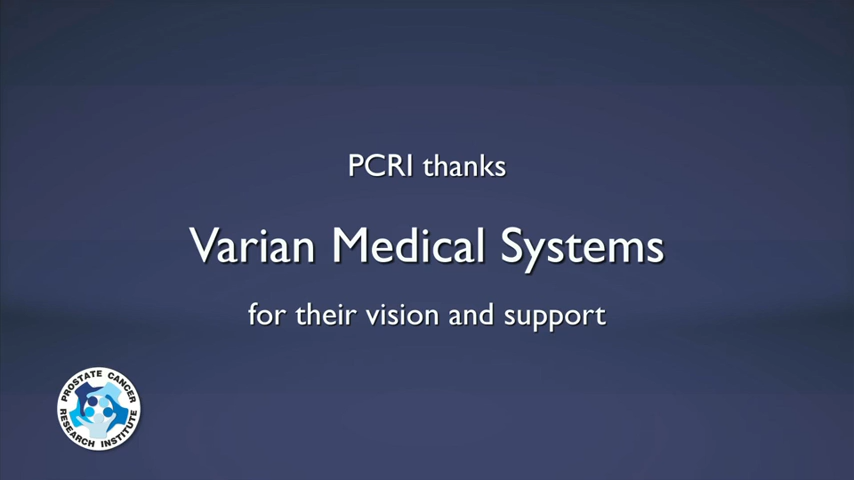 PCRI thanks
Varian Medical Systems
for their vision and support
PROSTATE CANCER
RESEARCH INSTITUTE